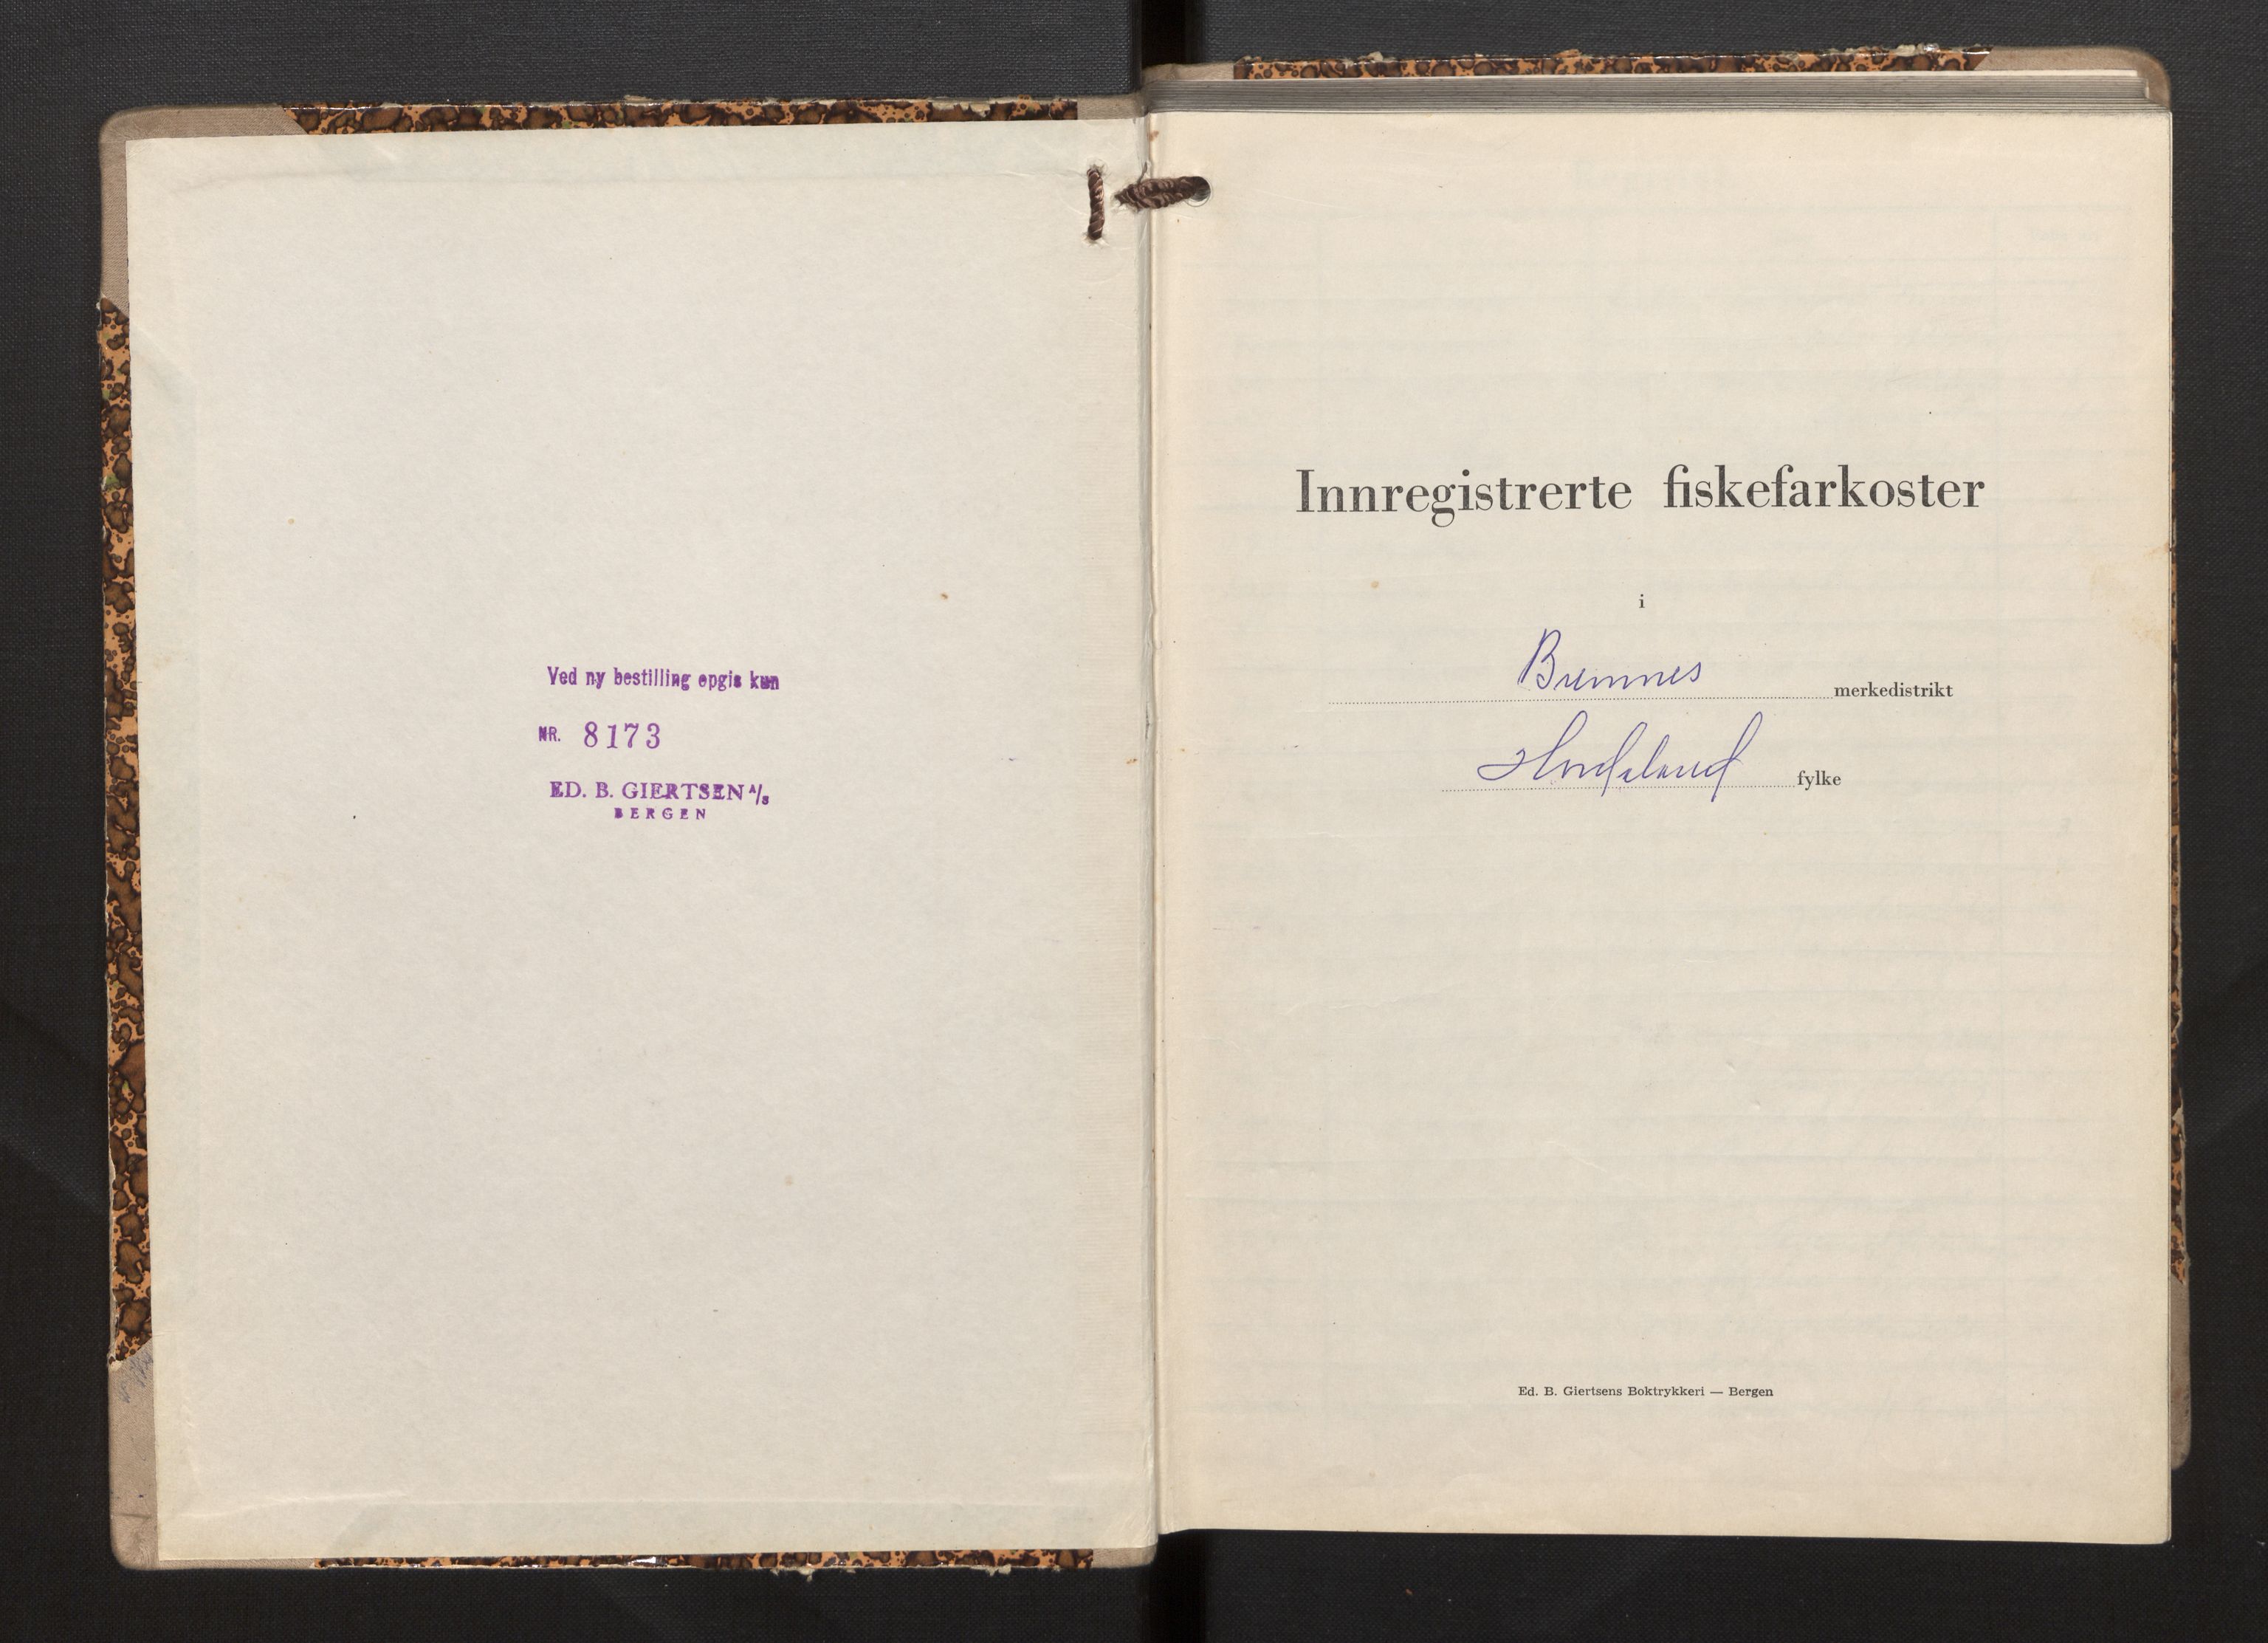 Ved ny bestilling opgis kun
NR. 8173
ED. B. GIERTSEN A/S
BERGEN
Innregistrerte fiskefarkoster
i
Bremnes merkedistrikt
Hordaland fylke
Ed. B. Giertsens Boktrykkeri — Bergen